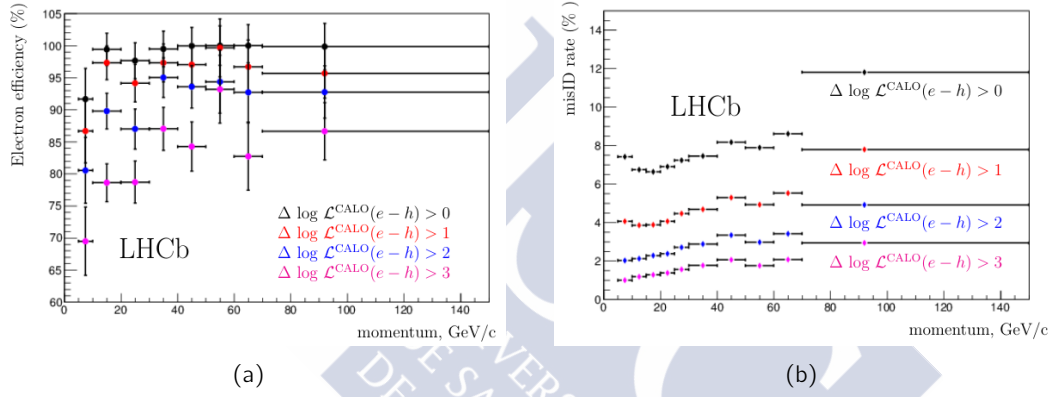 Electron efficiency (%)
105
100
95
90
85
80
75
70
65
60
0 20 40 60 80 100 120 140
momentum, GeV/c
LHCb
Δ log ℒ^CALO(e − h) > 0
Δ log ℒ^CALO(e − h) > 1
Δ log ℒ^CALO(e − h) > 2
Δ log ℒ^CALO(e − h) > 3
(a)
misID rate (% )
14
12
10
8
6
4
2
0
0 20 40 60 80 100 120 140
momentum, GeV/c
LHCb
Δ log ℒ^CALO(e − h) > 0
Δ log ℒ^CALO(e − h) > 1
Δ log ℒ^CALO(e − h) > 2
Δ log ℒ^CALO(e − h) > 3
(b)